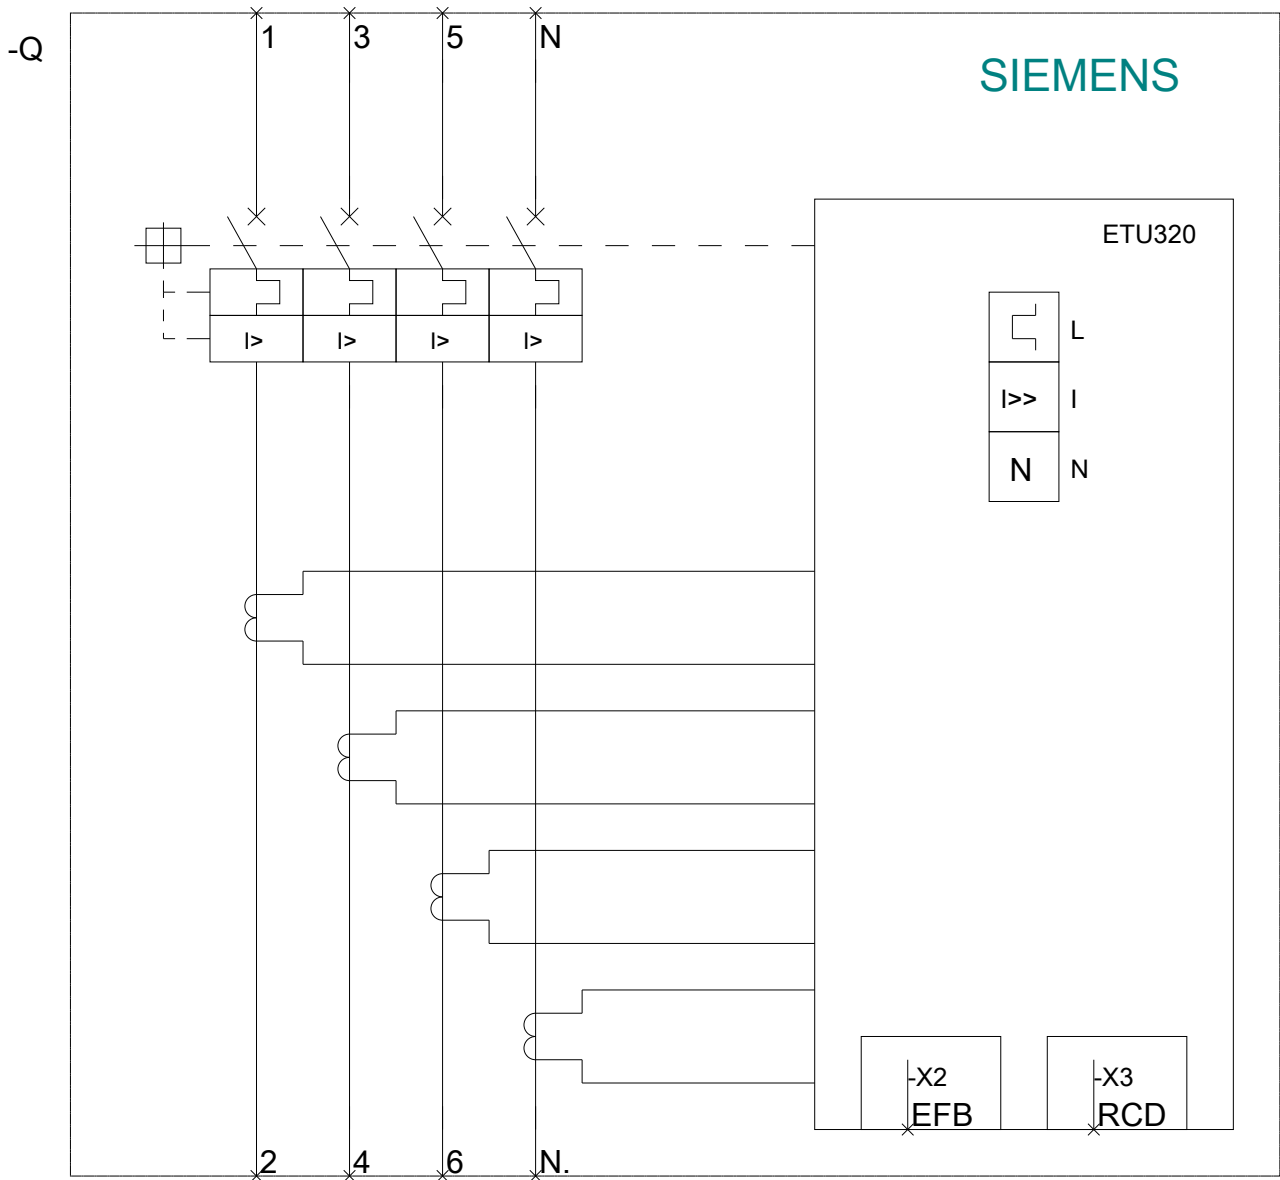 1 3 5 N
-Q
SIEMENS
ETU320
L
I> I> I> I>
I>> I
N N
-X2 -X3
EFB RCD
2 4 6 N.